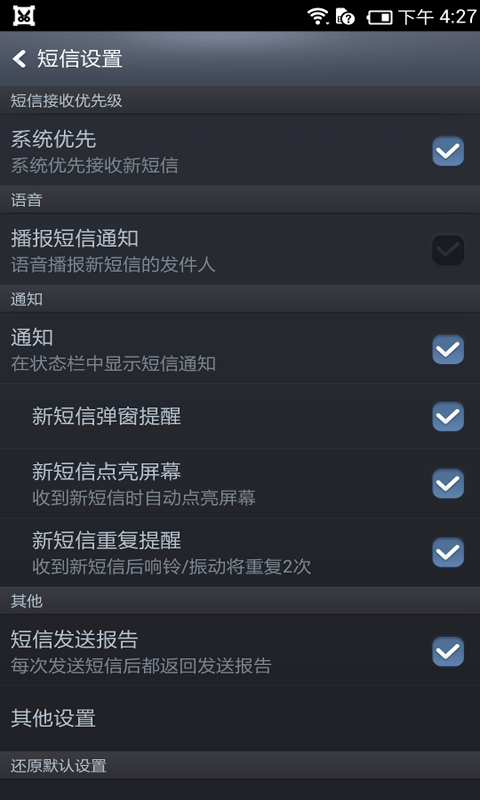 下午 4:27
短信设置
短信接收优先级
系统优先
系统优先接收新短信
语音
播报短信通知
语音播报新短信的发件人
通知
通知
在状态栏中显示短信通知
新短信弹窗提醒
新短信点亮屏幕
收到新短信时自动点亮屏幕
新短信重复提醒
收到新短信后响铃/振动将重复2次
其他
短信发送报告
每次发送短信后都返回发送报告
其他设置
还原默认设置